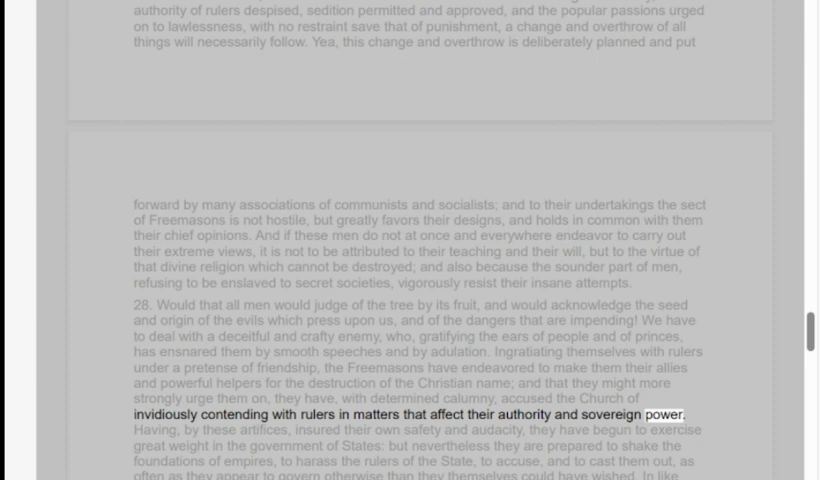 authority of rulers despised, sedition permitted and approved, and the popular passions urged
on to lawlessness, with no restraint save that of punishment, a change and overthrow of all
things will necessarily follow. Yea, this change and overthrow is deliberately planned and put
forward by many associations of communists and socialists; and to their undertakings the sect
of Freemasons is not hostile, but greatly favors their designs, and holds in common with them
their chief opinions. And if these men do not at once and everywhere endeavor to carry out
their extreme views, it is not to be attributed to their teaching and their will, but to the virtue of
that divine religion which cannot be destroyed; and also because the sounder part of men,
refusing to be enslaved to secret societies, vigorously resist their insane attempts.
28. Would that all men would judge of the tree by its fruit, and would acknowledge the seed
and origin of the evils which press upon us, and of the dangers that are impending! We have
to deal with a deceitful and crafty enemy, who, gratifying the ears of people and of princes,
has ensnared them by smooth speeches and by adulation. Ingratiating themselves with rulers
under a pretense of friendship, the Freemasons have endeavored to make them their allies
and powerful helpers for the destruction of the Christian name; and that they might more
strongly urge them on, they have, with determined calumny, accused the Church of
invidiously contending with rulers in matters that affect their authority and sovereign power.
Having, by these artifices, insured their own safety and audacity, they have begun to exercise
great weight in the government of States: but nevertheless they are prepared to shake the
foundations of empires, to harass the rulers of the State, to accuse, and to cast them out, as
often as they appear to govern otherwise than they themselves could have wished. In like